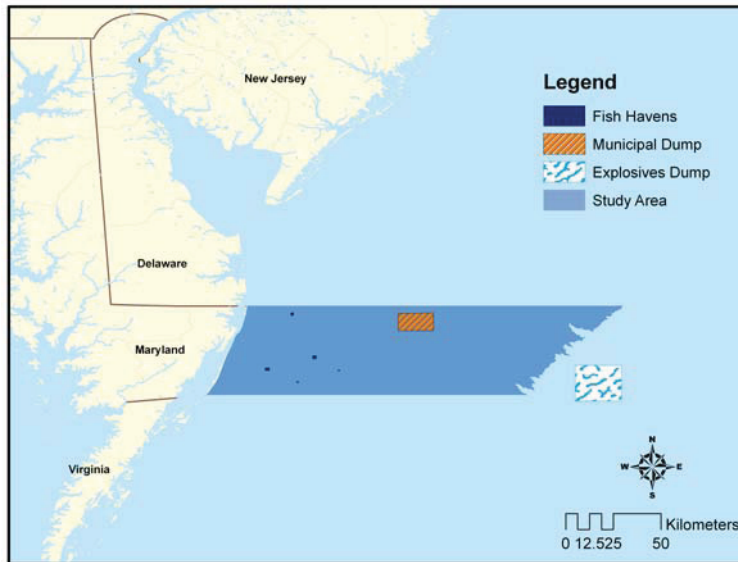 New Jersey
Legend
Fish Havens
Municipal Dump
Explosives Dump
Study Area
Delaware
Maryland
Virginia
N
W E
S
Kilometers
0 12.525 50